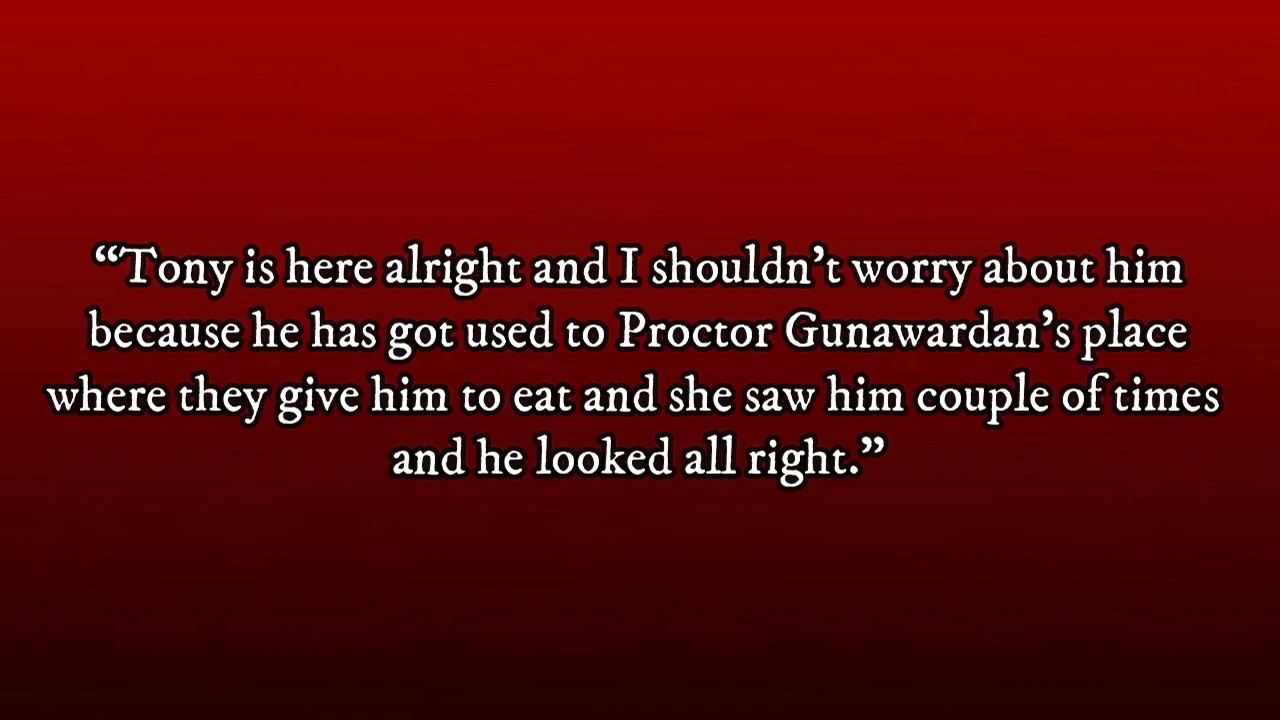 “Tony is here alright and I shouldn’t worry about him
because he has got used to Proctor Gunawardan’s place
where they give him to eat and she saw him couple of times
and he looked all right.”